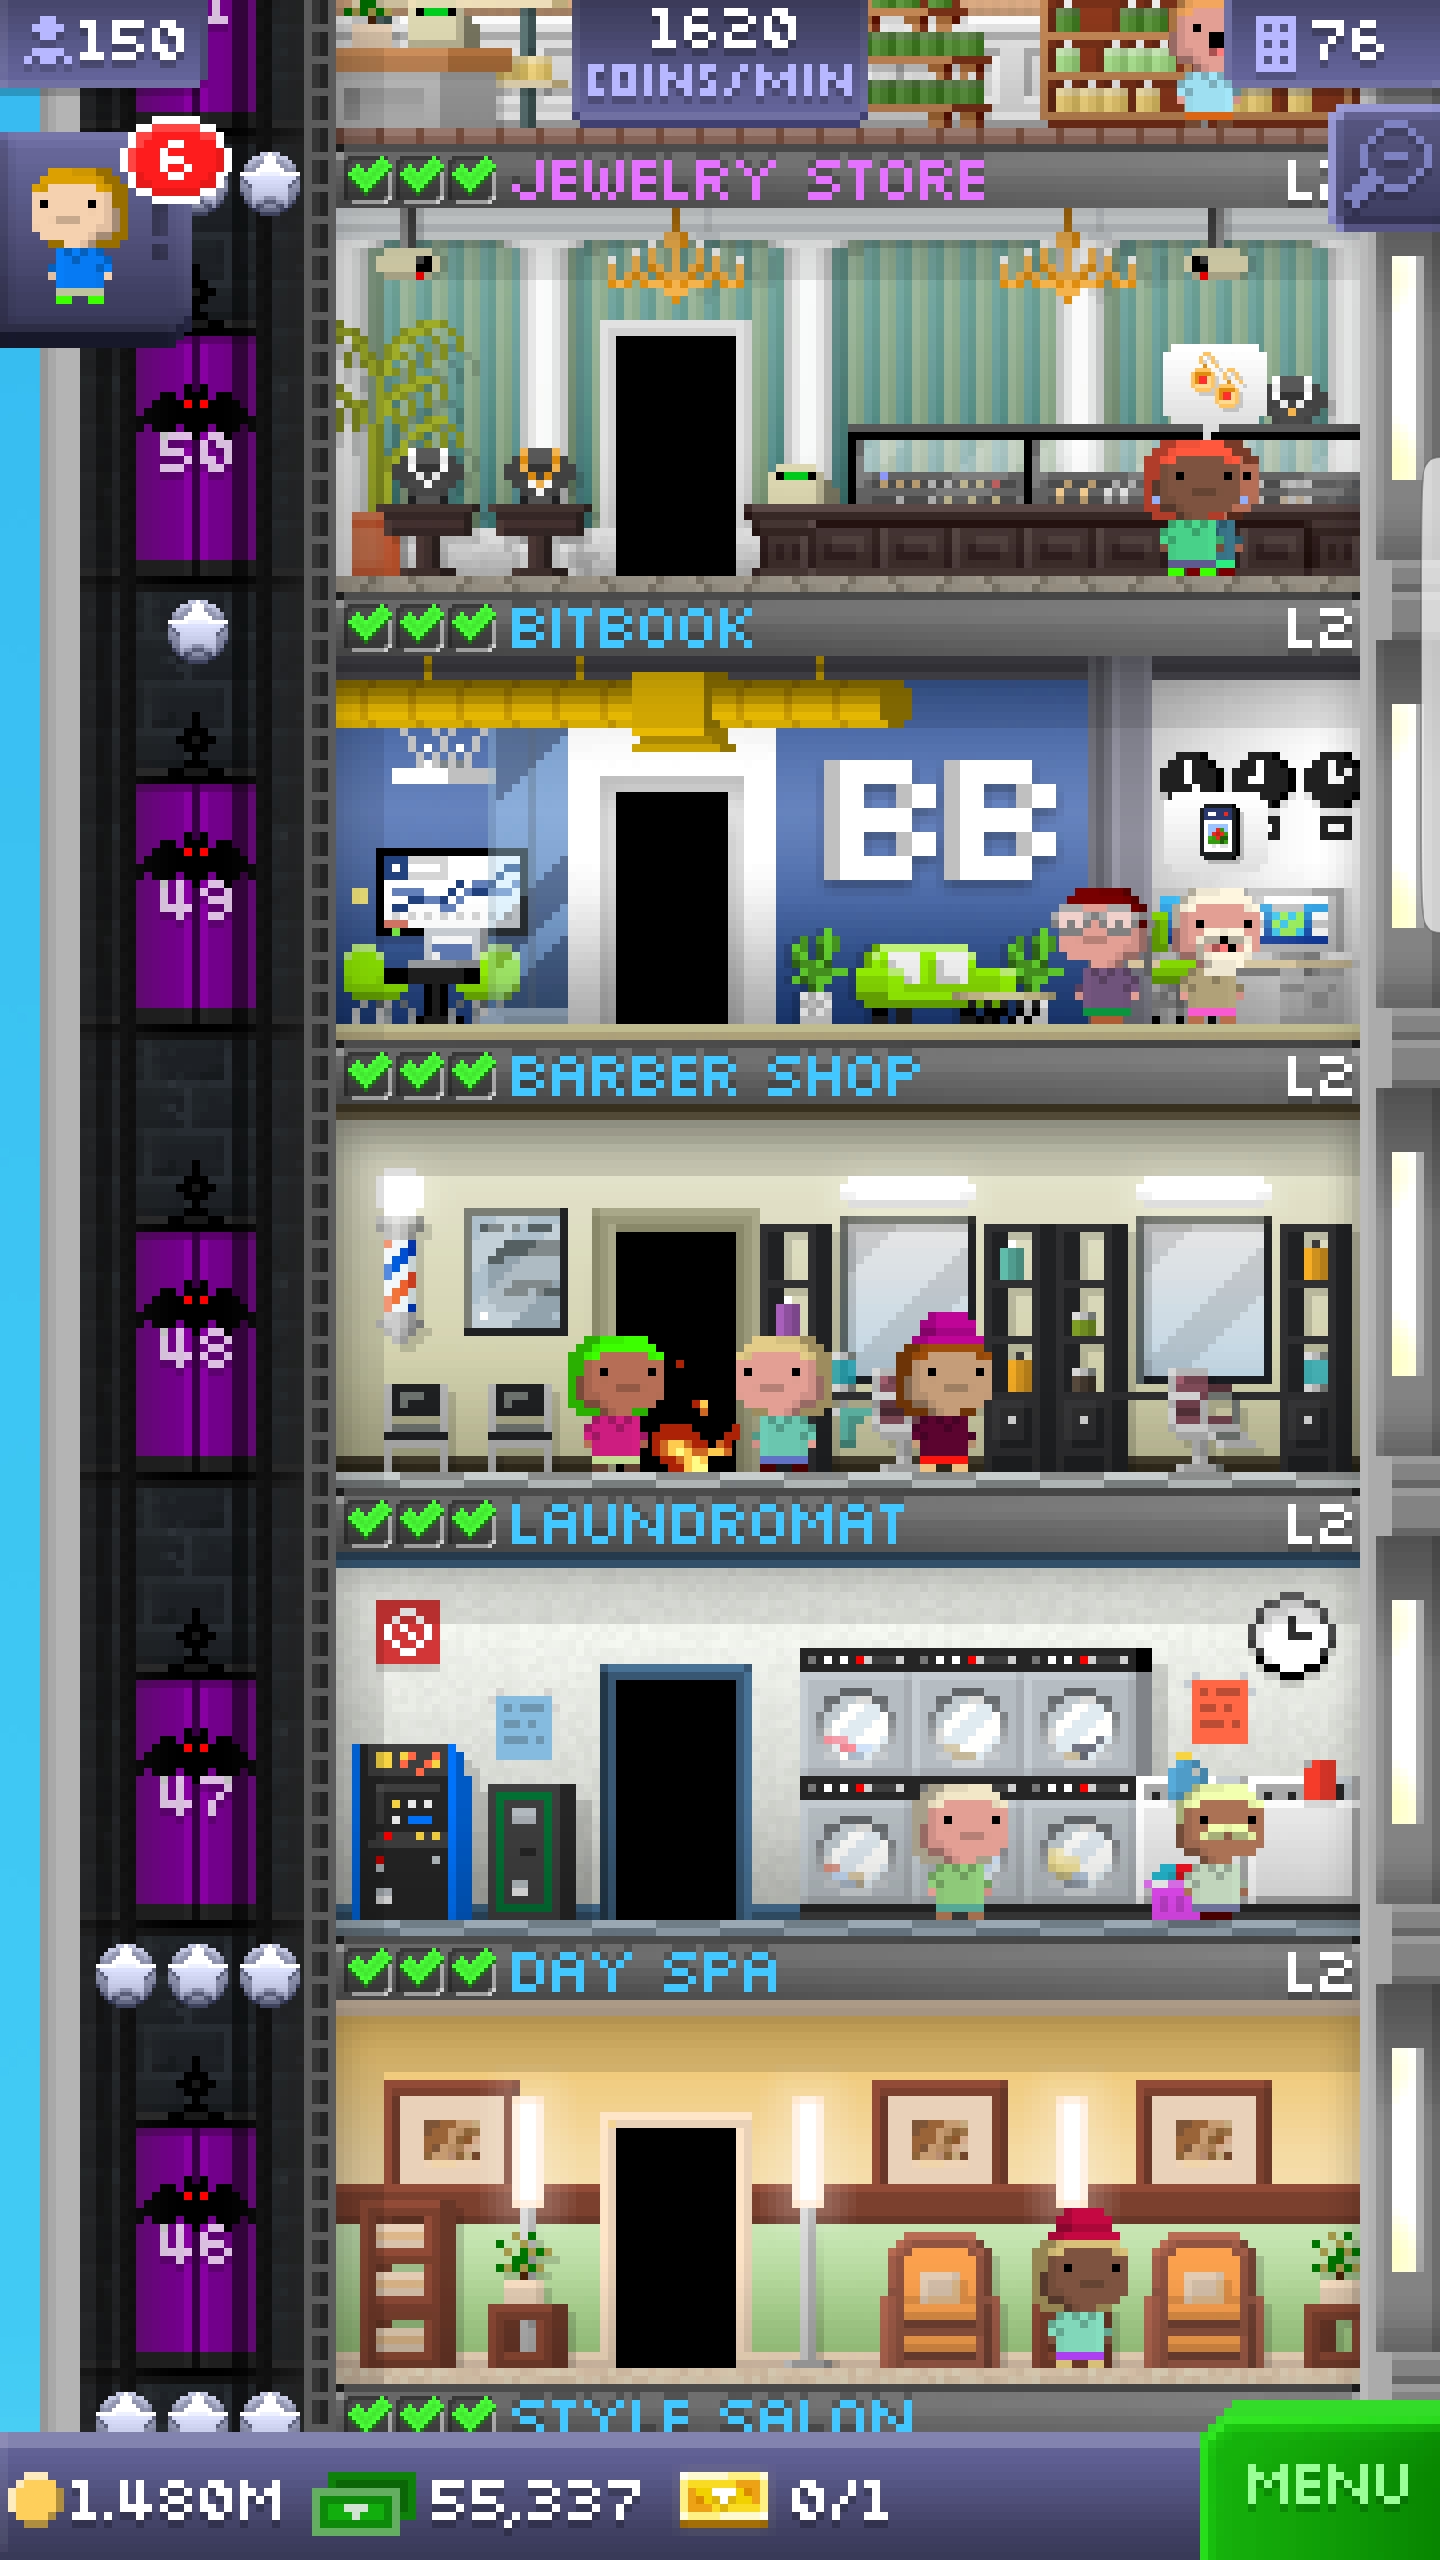 150
1620
COINS/MIN
76
6
JEWELRY STORE
50
BITBOOK L2
BB
49
BARBER SHOP L2
48
LAUNDROMAT L2
47
DAY SPA L2
46
STYLE SALON
1.480M 55,337 0/1
MENU